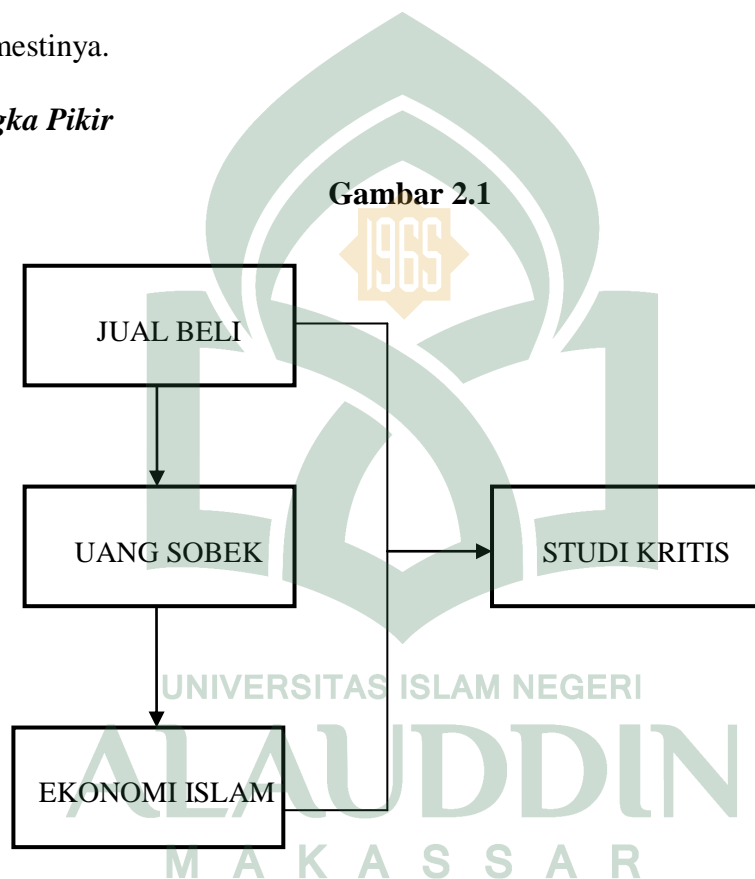 mestinya.
gka Pikir
Gambar 2.1
1965
JUAL BELI
UANG SOBEK
STUDI KRITIS
EKONOMI ISLAM
UNIVERSITAS ISLAM NEGERI
ALAUDDIN
MAKASSAR